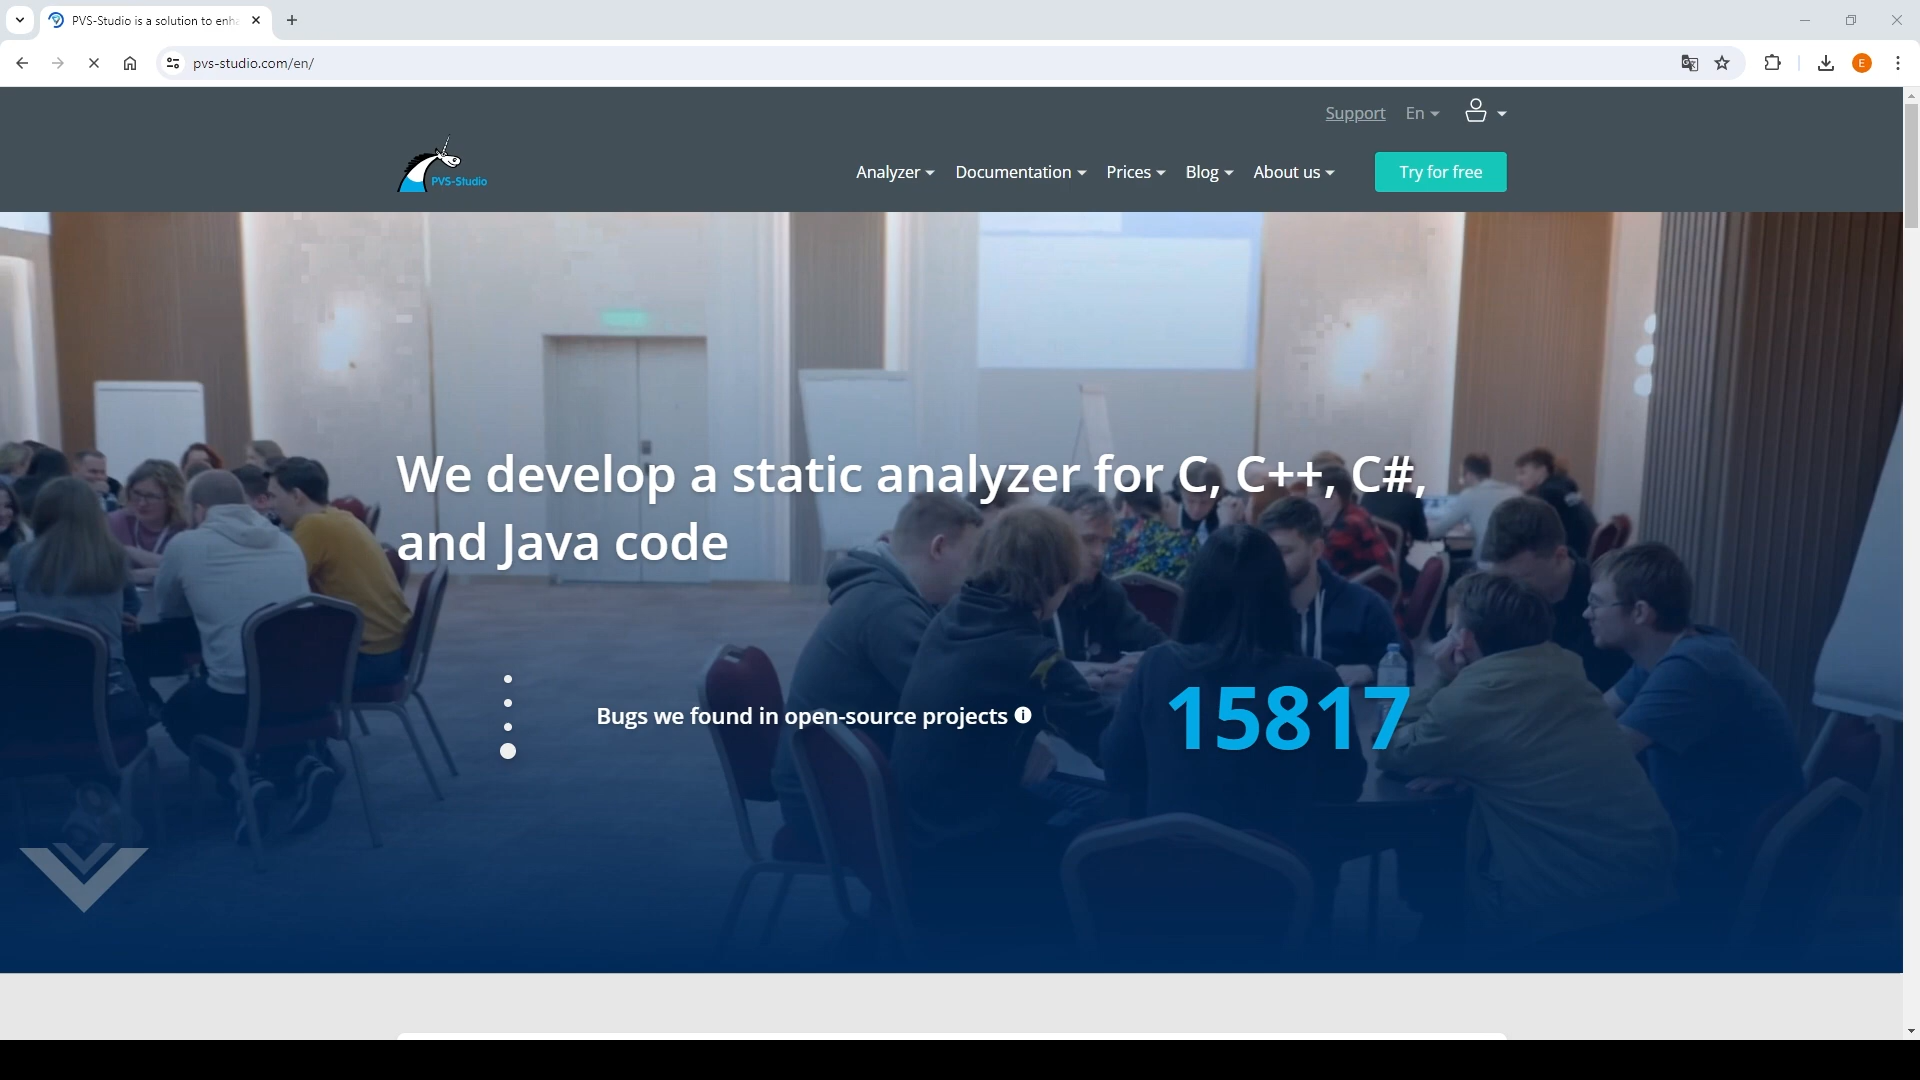 PVS-Studio is a solution to enha
pvs-studio.com/en/
E
Support En
PVS-Studio
Analyzer Documentation Prices Blog About us Try for free
We develop a static analyzer for C, C++, C#,
and Java code
Bugs we found in open-source projects 15817